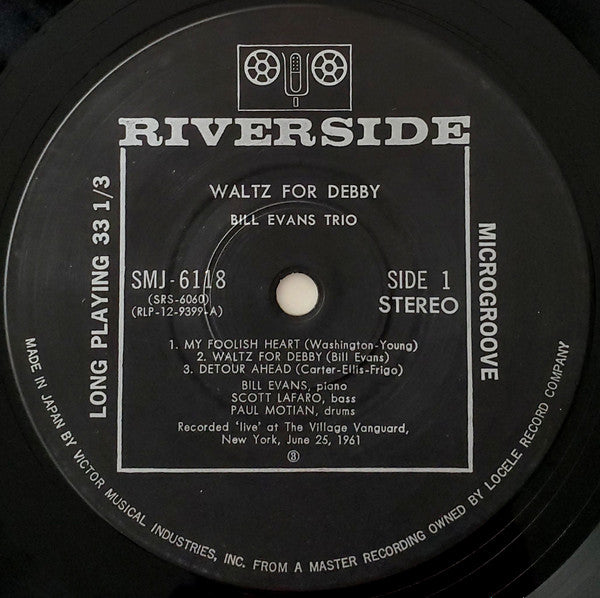 RIVERSIDE
WALTZ FOR DEBBY
BILL EVANS TRIO
LONG PLAYING 33 1/3
MICROGROOVE
SMJ-6118
(SRS-6060)
(RLP-12-9399-A)
SIDE 1
STEREO
1. MY FOOLISH HEART (Washington-Young)
2. WALTZ FOR DEBBY (Bill Evans)
3. DETOUR AHEAD (Carter-Ellis-Frigo)
BILL EVANS, piano
SCOTT LAFARO, bass
PAUL MOTIAN, drums
Recorded 'live' at The Village Vanguard,
New York, June 25, 1961
MADE IN JAPAN BY VICTOR MUSICAL INDUSTRIES, INC. FROM A MASTER RECORDING OWNED BY LOCELE RECORD COMPANY